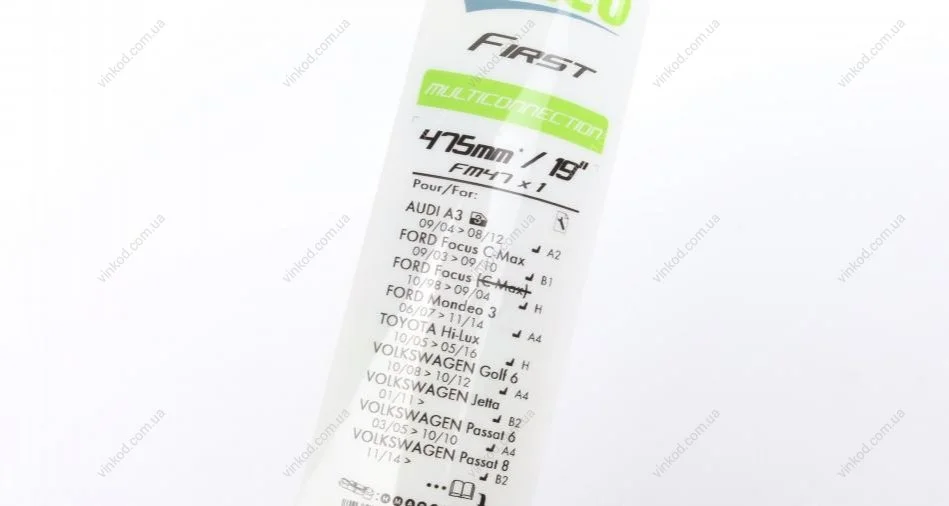 FIRST
MULTICONNECTION
475mm* / 19"
FM47 x 1
Pour/For:
AUDI A3 3
09/04 > 08/12 A2
FORD Focus C-Max
09/03 > 09/10 B1
FORD Focus (C-Max)
10/98 > 09/04 H
FORD Mondeo 3
06/07 > 11/14 A4
TOYOTA Hi-Lux
10/05 > 05/16 H
VOLKSWAGEN Golf 6
10/08 > 10/12 A4
VOLKSWAGEN Jetta
01/11 > B2
VOLKSWAGEN Passat 6
03/05 > 10/10 A4
VOLKSWAGEN Passat 8
11/14 > B2
...
vinkod.com.ua